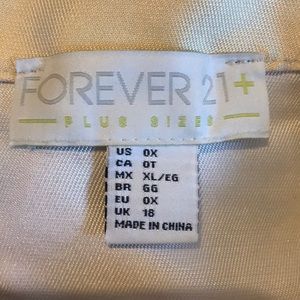 FOREVER 21+
PLUS SIZES
US 0X
CA 0T
MX XL/EG
BR GG
EU 0X
UK 18
MADE IN CHINA